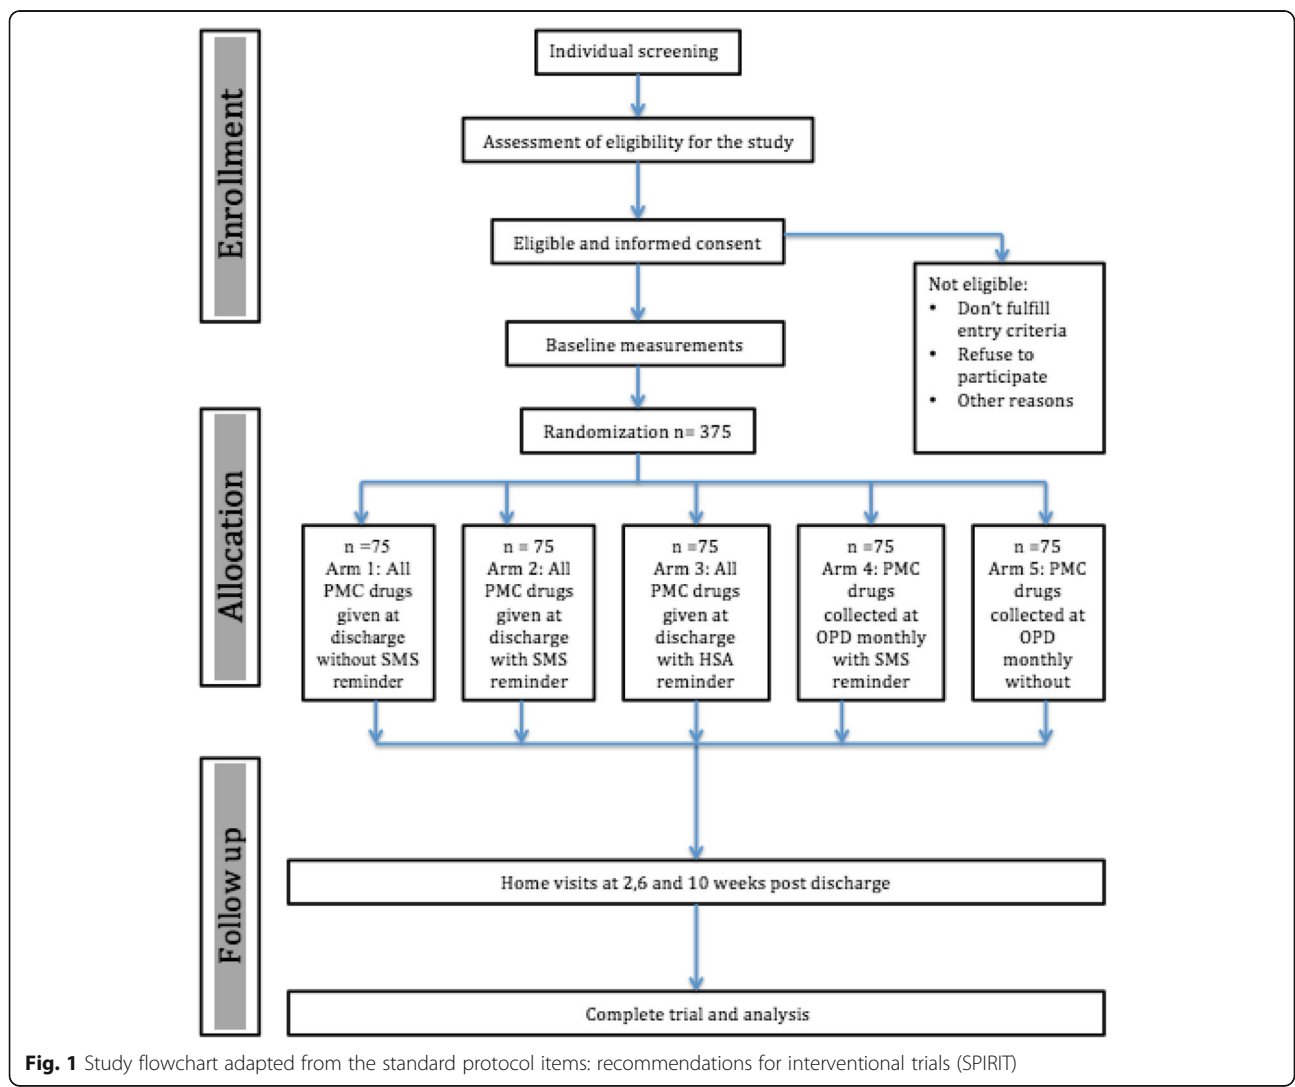 Enrollment
Individual screening
Assessment of eligibility for the study
Eligible and informed consent
Not eligible:
• Don't fulfill
entry criteria
• Refuse to
participate
• Other reasons
Baseline measurements
Allocation
Randomization n= 375
n =75
Arm 1: All
PMC drugs
given at
discharge
without SMS
reminder
n = 75
Arm 2: All
PMC drugs
given at
discharge
with SMS
reminder
n =75
Arm 3: All
PMC drugs
given at
discharge
with HSA
reminder
n =75
Arm 4: PMC
drugs
collected at
OPD monthly
with SMS
reminder
n =75
Arm 5: PMC
drugs
collected at
OPD
monthly
without
Follow up
Home visits at 2,6 and 10 weeks post discharge
Complete trial and analysis
Fig. 1 Study flowchart adapted from the standard protocol items: recommendations for interventional trials (SPIRIT)